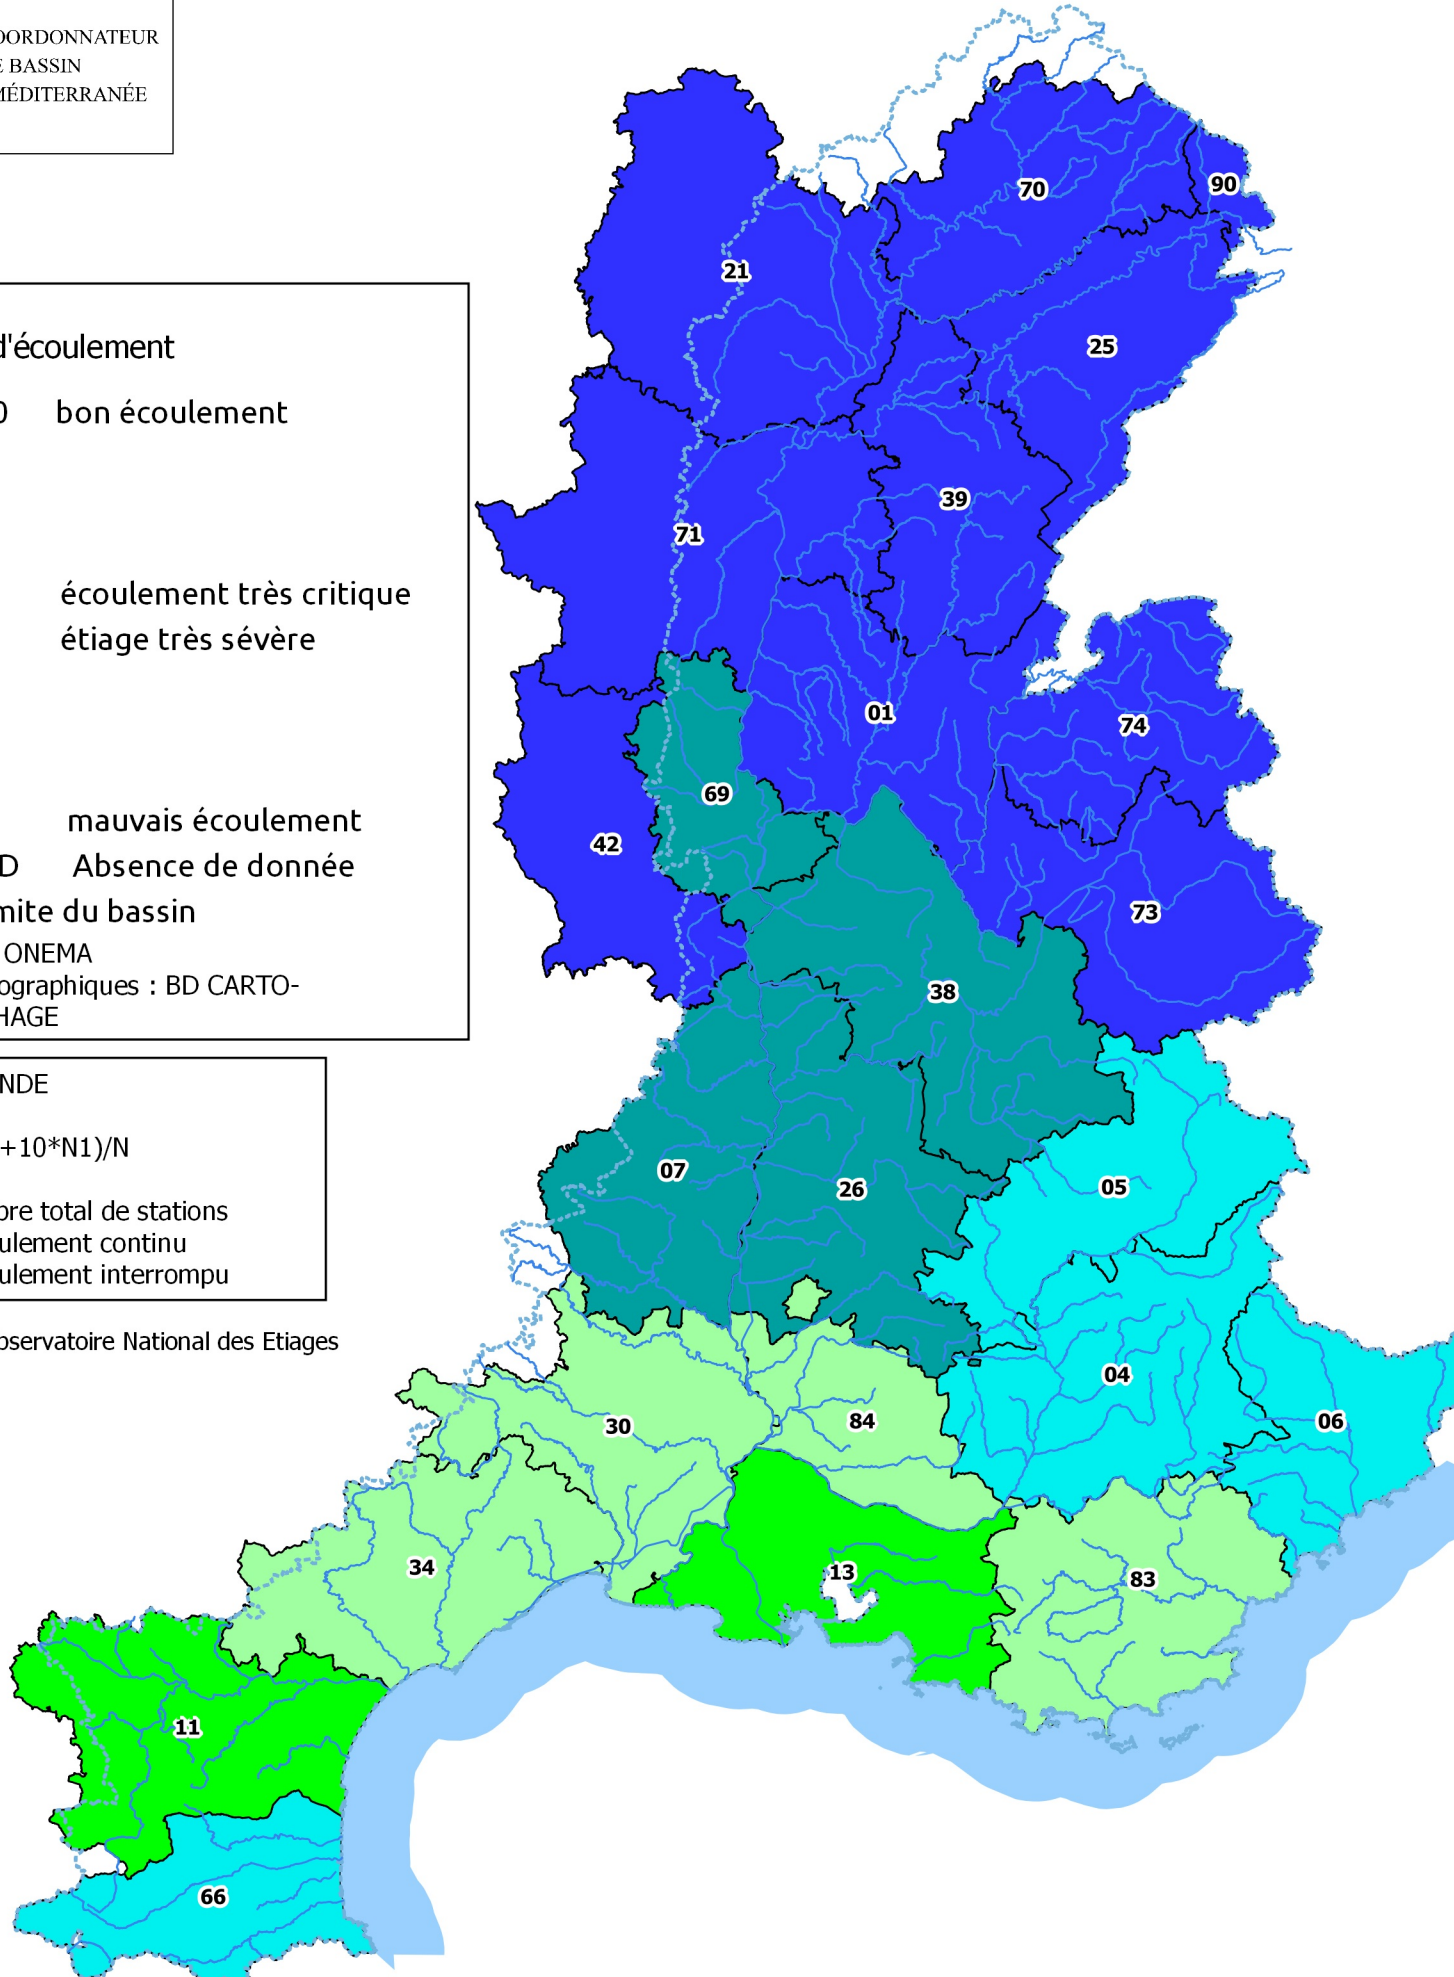 OORDONNATEUR
E BASSIN
MÉDITERRANÉE
d'écoulement
0 bon écoulement
écoulement très critique
étiage très sévère
mauvais écoulement
D Absence de donnée
mite du bassin
ONEMA
ographiques : BD CARTO-
HAGE
NDE
+10*N1)/N
bre total de stations
ulement continu
ulement interrompu
bservatoire National des Etiages
70
90
21
25
39
71
01
74
69
42
73
38
07
26
05
04
06
30
84
34
13
83
11
66